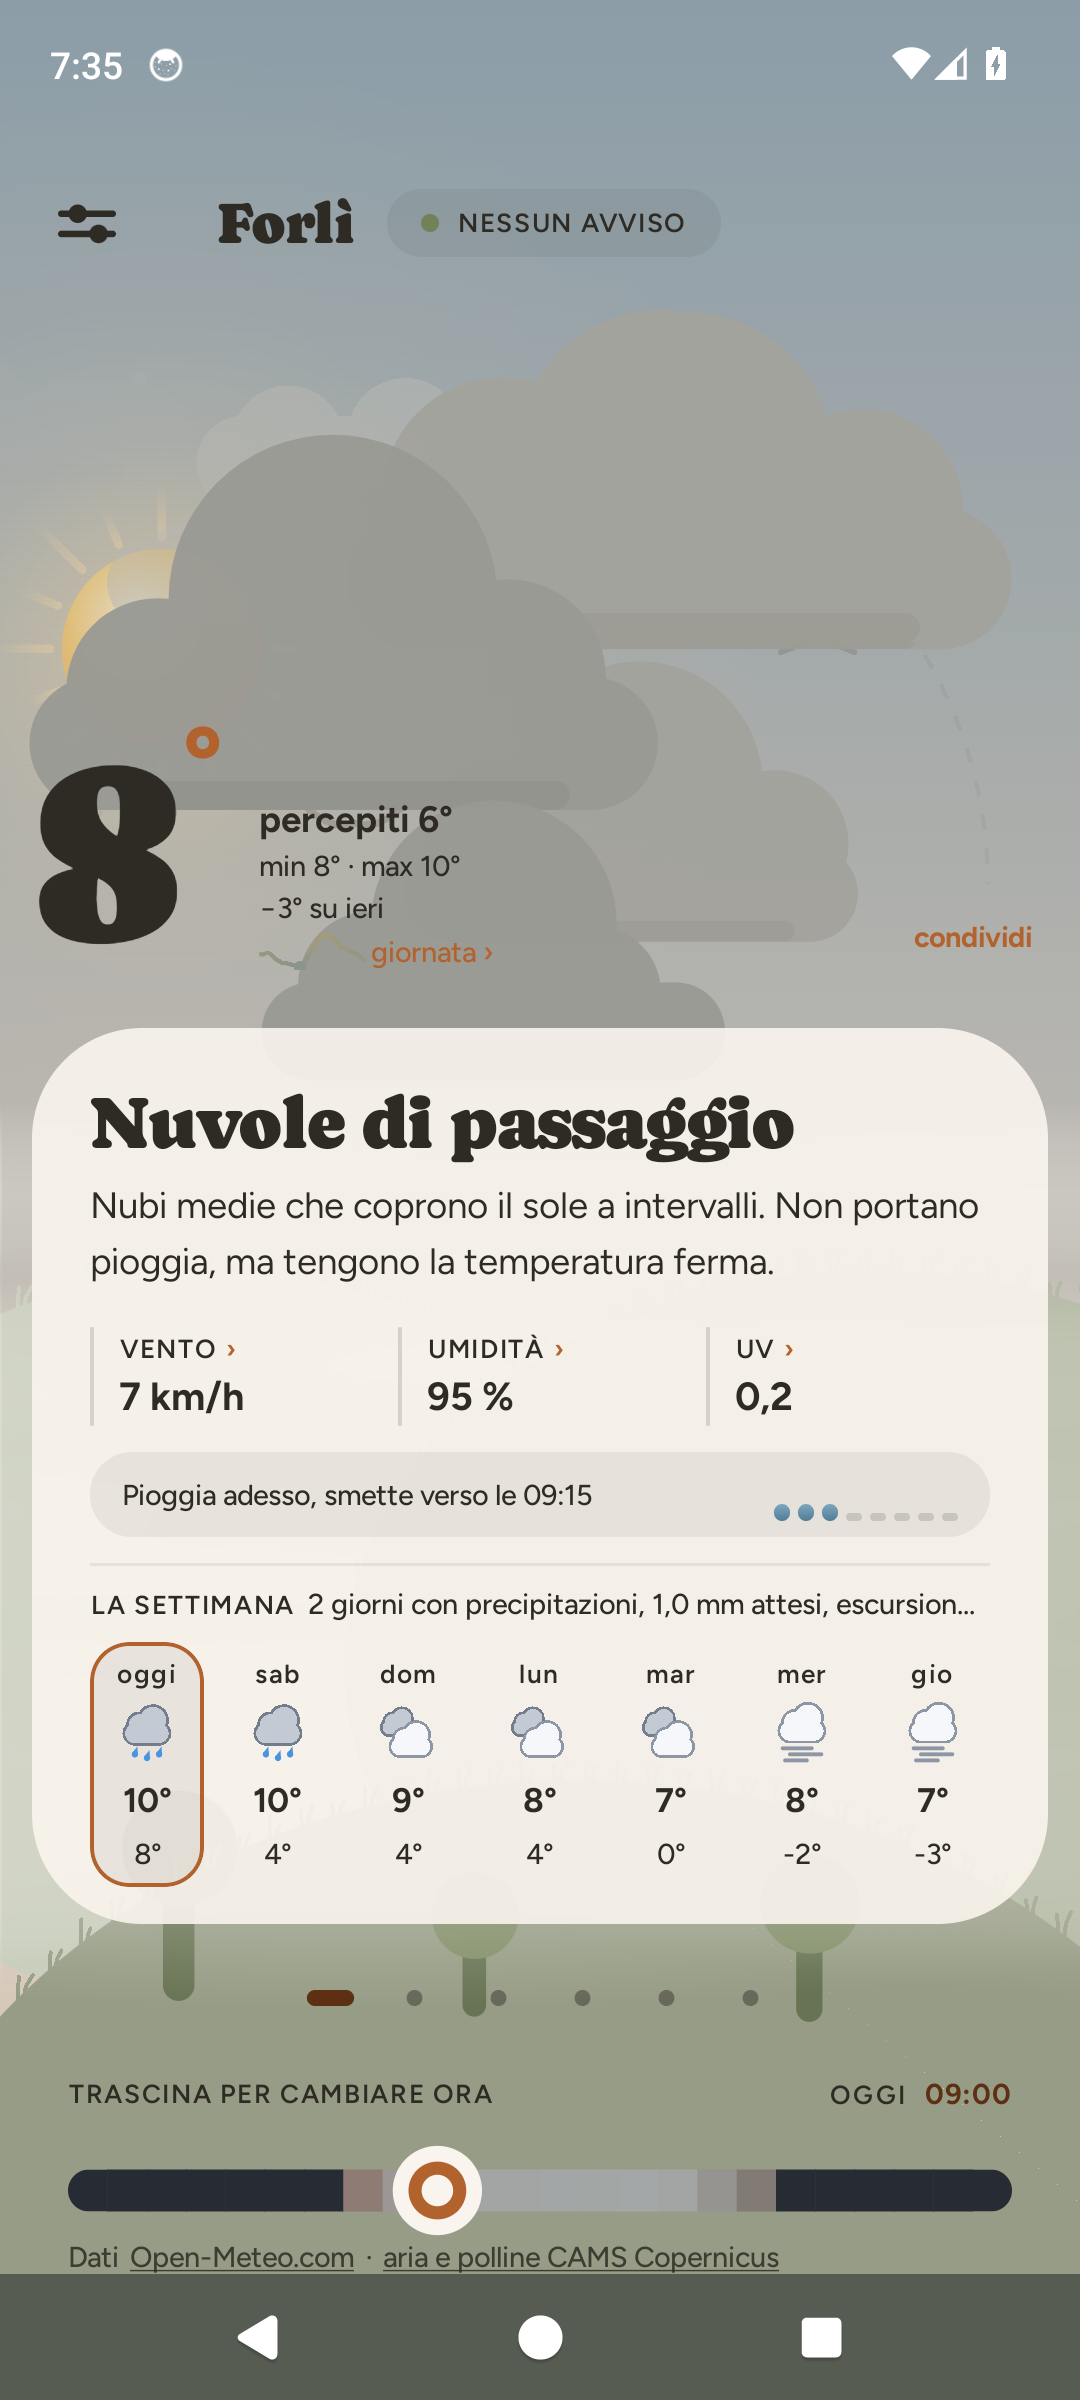 7:35
Forlì
NESSUN AVVISO
8°
percepiti 6°
min 8° · max 10°
−3° su ieri
giornata ›
condividi
Nuvole di passaggio
Nubi medie che coprono il sole a intervalli. Non portano
pioggia, ma tengono la temperatura ferma.
VENTO › UMIDITÀ › UV ›
7 km/h 95 % 0,2
Pioggia adesso, smette verso le 09:15
LA SETTIMANA 2 giorni con precipitazioni, 1,0 mm attesi, escursion...
oggi sab dom lun mar mer gio
10° 10° 9° 8° 7° 8° 7°
8° 4° 4° 4° 0° -2° -3°
TRASCINA PER CAMBIARE ORA OGGI 09:00
Dati Open-Meteo.com · aria e polline CAMS Copernicus